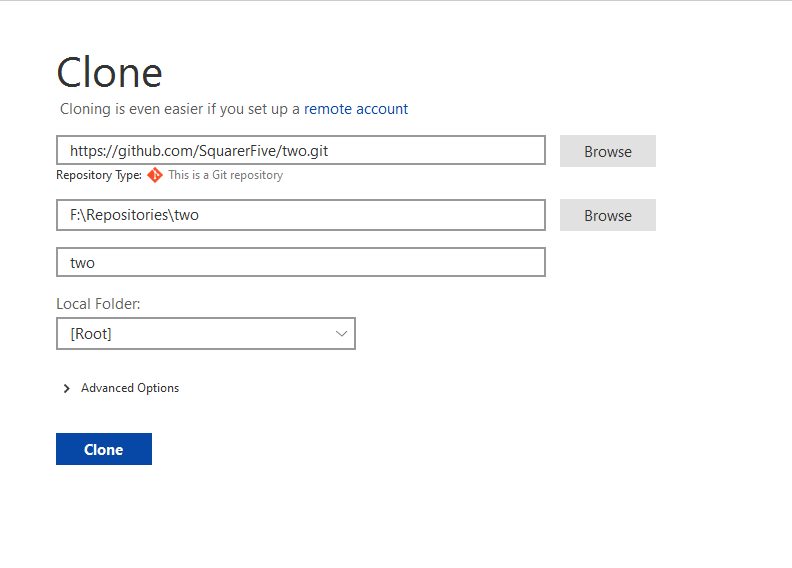 Clone
Cloning is even easier if you set up a remote account
https://github.com/SquarerFive/two.git Browse
Repository Type: This is a Git repository
F:\Repositories\two Browse
two
Local Folder:
[Root]
Advanced Options
Clone